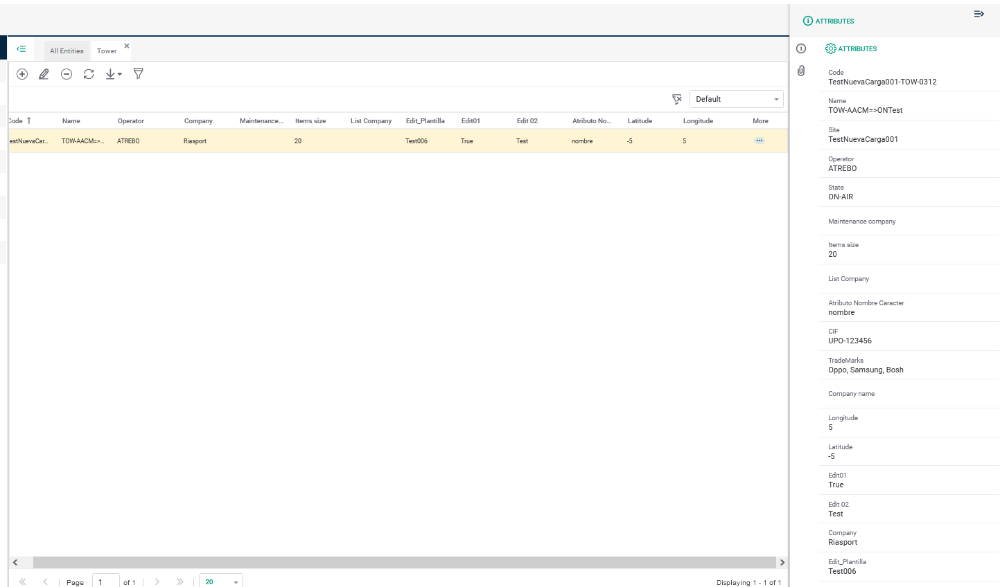 ATTRIBUTES
All Entities
Tower
Default
Code Name Operator Company Maintenance... Items size List Company Edit_Plantilla Edit01 Edit 02 Atributo No... Latitude Longitude More
estNuevaCar... TOW-AACM=>... ATREBO Riasport 20 Test006 True Test nombre -5 5
Page 1 of 1 20 Displaying 1 - 1 of 1
ATTRIBUTES
Code
TestNuevaCarga001-TOW-0312
Name
TOW-AACM=>ONTest
Site
TestNuevaCarga001
Operator
ATREBO
State
ON-AIR
Maintenance company
Items size
20
List Company
Atributo Nombre Caracter
nombre
CIF
UPO-123456
TradeMarks
Oppo, Samsung, Bosh
Company name
Longitude
5
Latitude
-5
Edit01
True
Edit 02
Test
Company
Riasport
Edit_Plantilla
Test006